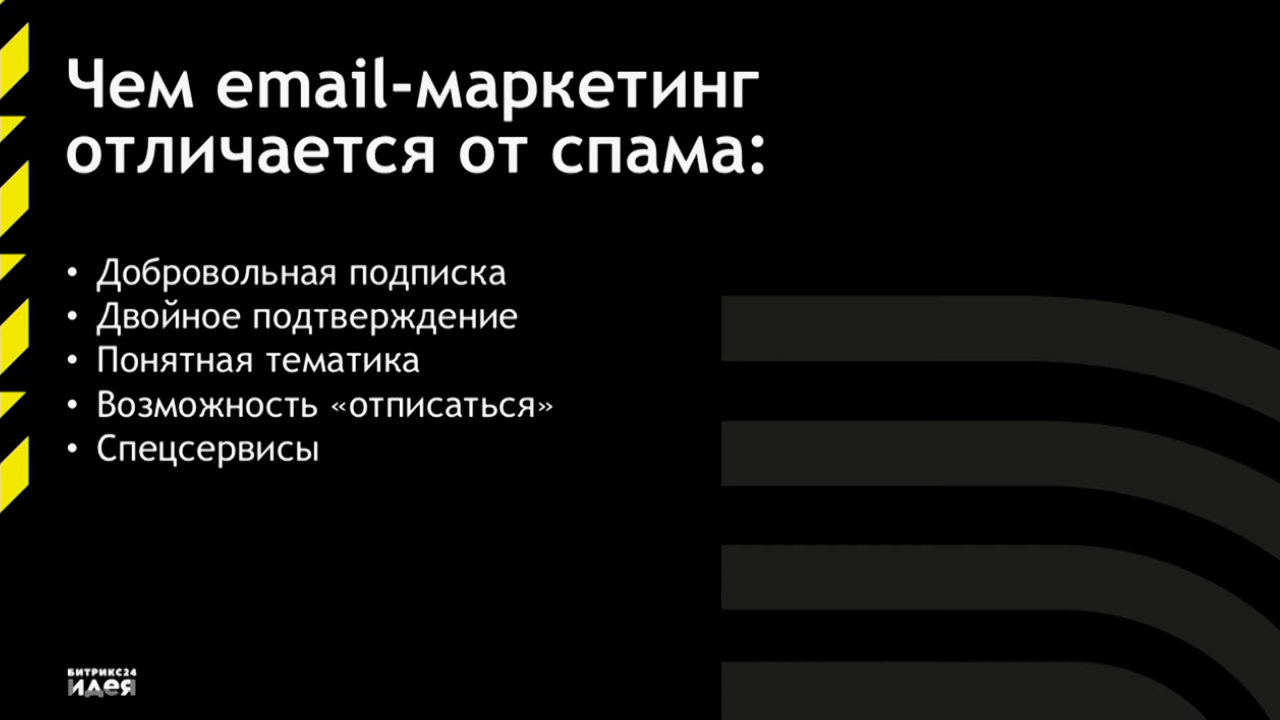 Чем email-маркетинг
отличается от спама:
• Добровольная подписка
• Двойное подтверждение
• Понятная тематика
• Возможность «отписаться»
• Спецсервисы
БИТРИКС24
идея